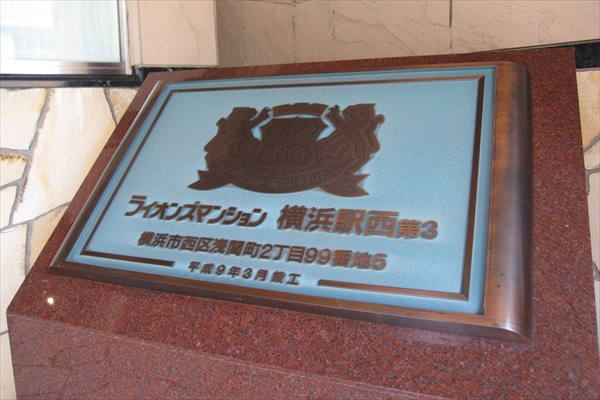 Lions Mansion
ライオンズマンション 横浜駅西第3
横浜市西区浅間町2丁目99番地5
平成9年3月竣工